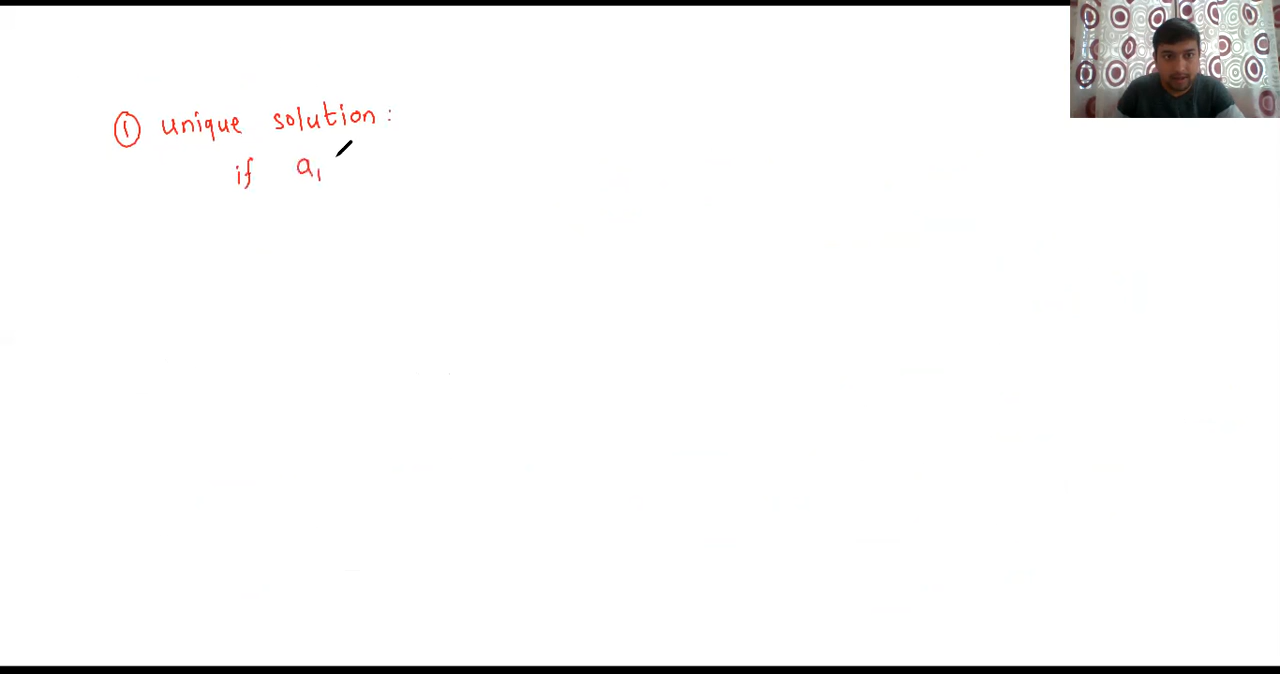 ① unique solution:
if a₁